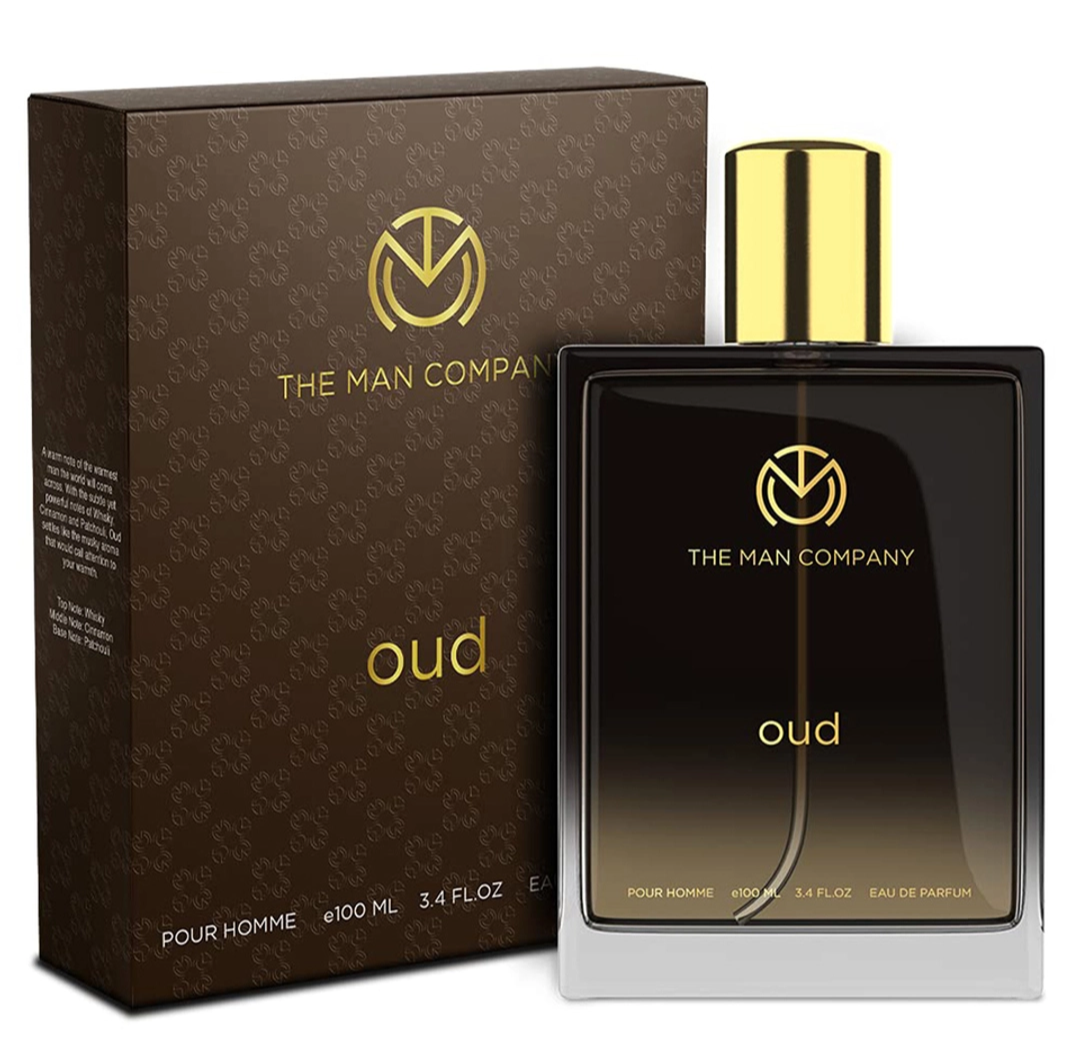 THE MAN COMPAN
A warm note of the warmest
man the world will come
across. With the subtle yet
powerful notes of Whisky,
Cinnamon and Patchouli, Oud
settles like the musky aroma
that would call attention to
your warmth.
Top Note: Whisky
Middle Note: Cinnamon
Base Note: Patchouli
oud
POUR HOMME e100 ML 3.4 FL.OZ EA
THE MAN COMPANY
oud
POUR HOMME e100 ML 3.4 FL.OZ EAU DE PARFUM